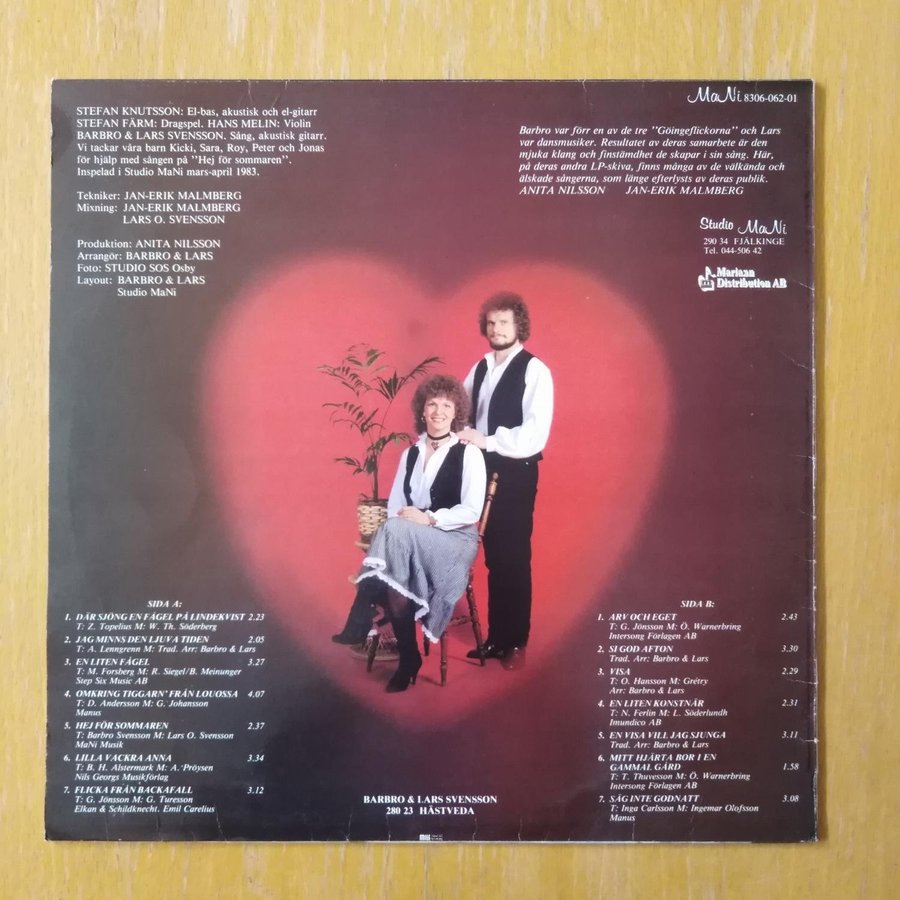 STEFAN KNUTSSON: El-bas, akustisk och el-gitarr
STEFAN FÄRM: Dragspel. HANS MELIN: Violin
BARBRO & LARS SVENSSON. Sång, akustisk gitarr.
Vi tackar våra barn Kicki, Sara, Roy, Peter och Jonas
för hjälp med sången på "Hej för sommaren".
Inspelad i Studio MaNi mars-april 1983.
Tekniker: JAN-ERIK MALMBERG
Mixning: JAN-ERIK MALMBERG
LARS O. SVENSSON
Produktion: ANITA NILSSON
Arrangör: BARBRO & LARS
Foto: STUDIO SOS Osby
Layout: BARBRO & LARS
Studio MaNi
MaNi 8306-062-01
Barbro var förr en av de tre "Göingeflickorna" och Lars
var dansmusiker. Resultatet av deras samarbete är den
mjuka klang och finstämdhet de skapar i sin sång. Här,
på deras andra LP-skiva, finns många av de välkända och
älskade sångerna, som länge efterlysts av deras publik.
ANITA NILSSON JAN-ERIK MALMBERG
Studio MaNi
290 34 FJÄLKINGE
Tel. 044-506 42
Mariann
Distribution AB
SIDA A:
1. DÄR SJÖNG EN FÅGEL PÅ LINDEKVIST 2.23
T: Z. Topelius M: W. Th. Söderberg
2. JAG MINNS DEN LJUVA TIDEN 2.05
T: A. Lenngrenn M: Trad. Arr: Barbro & Lars
3. EN LITEN FÅGEL 3.27
T: M. Forsberg M: R. Siegel/B. Meinunger
Step Six Music AB
4. OMKRING TIGGARN' FRÅN LOUOSSA 4.07
T: D. Andersson M: G. Johansson
Manus
5. HEJ FÖR SOMMAREN 2.37
T: Barbro Svensson M: Lars O. Svensson
MaNi Musik
6. LILLA VACKRA ANNA 3.34
T: B. H. Alstermark M: A. Pröysen
Nils Georgs Musikförlag
7. FLICKA FRÅN BACKAFALL 3.12
T: G. Jönsson M: G. Turesson
Elkan & Schildknecht. Emil Carelius
BARBRO & LARS SVENSSON
280 23 HÄSTVEDA
SIDA B:
1. ARV OCH EGET 2.43
T: G. Jönsson M: Ö. Warnerbring
Intersong Förlagen AB
2. SI GOD AFTON 3.30
Trad. Arr: Barbro & Lars
3. VISA 2.29
T: O. Hansson M: Grétry
Arr: Barbro & Lars
4. EN LITEN KONSTNÄR 2.31
T: N. Ferlin M: L. Söderlundh
Imundico AB
5. EN VISA VILL JAG SJUNGA 3.11
Trad. Arr: Barbro & Lars
6. MITT HJÄRTA BOR I EN
GAMMAL GÅRD 1.58
T: T. Thuvesson M: Ö. Warnerbring
Intersong Förlagen AB
7. SÄG INTE GODNATT 3.08
T: Inga Carlsson M: Ingemar Olofsson
Manus